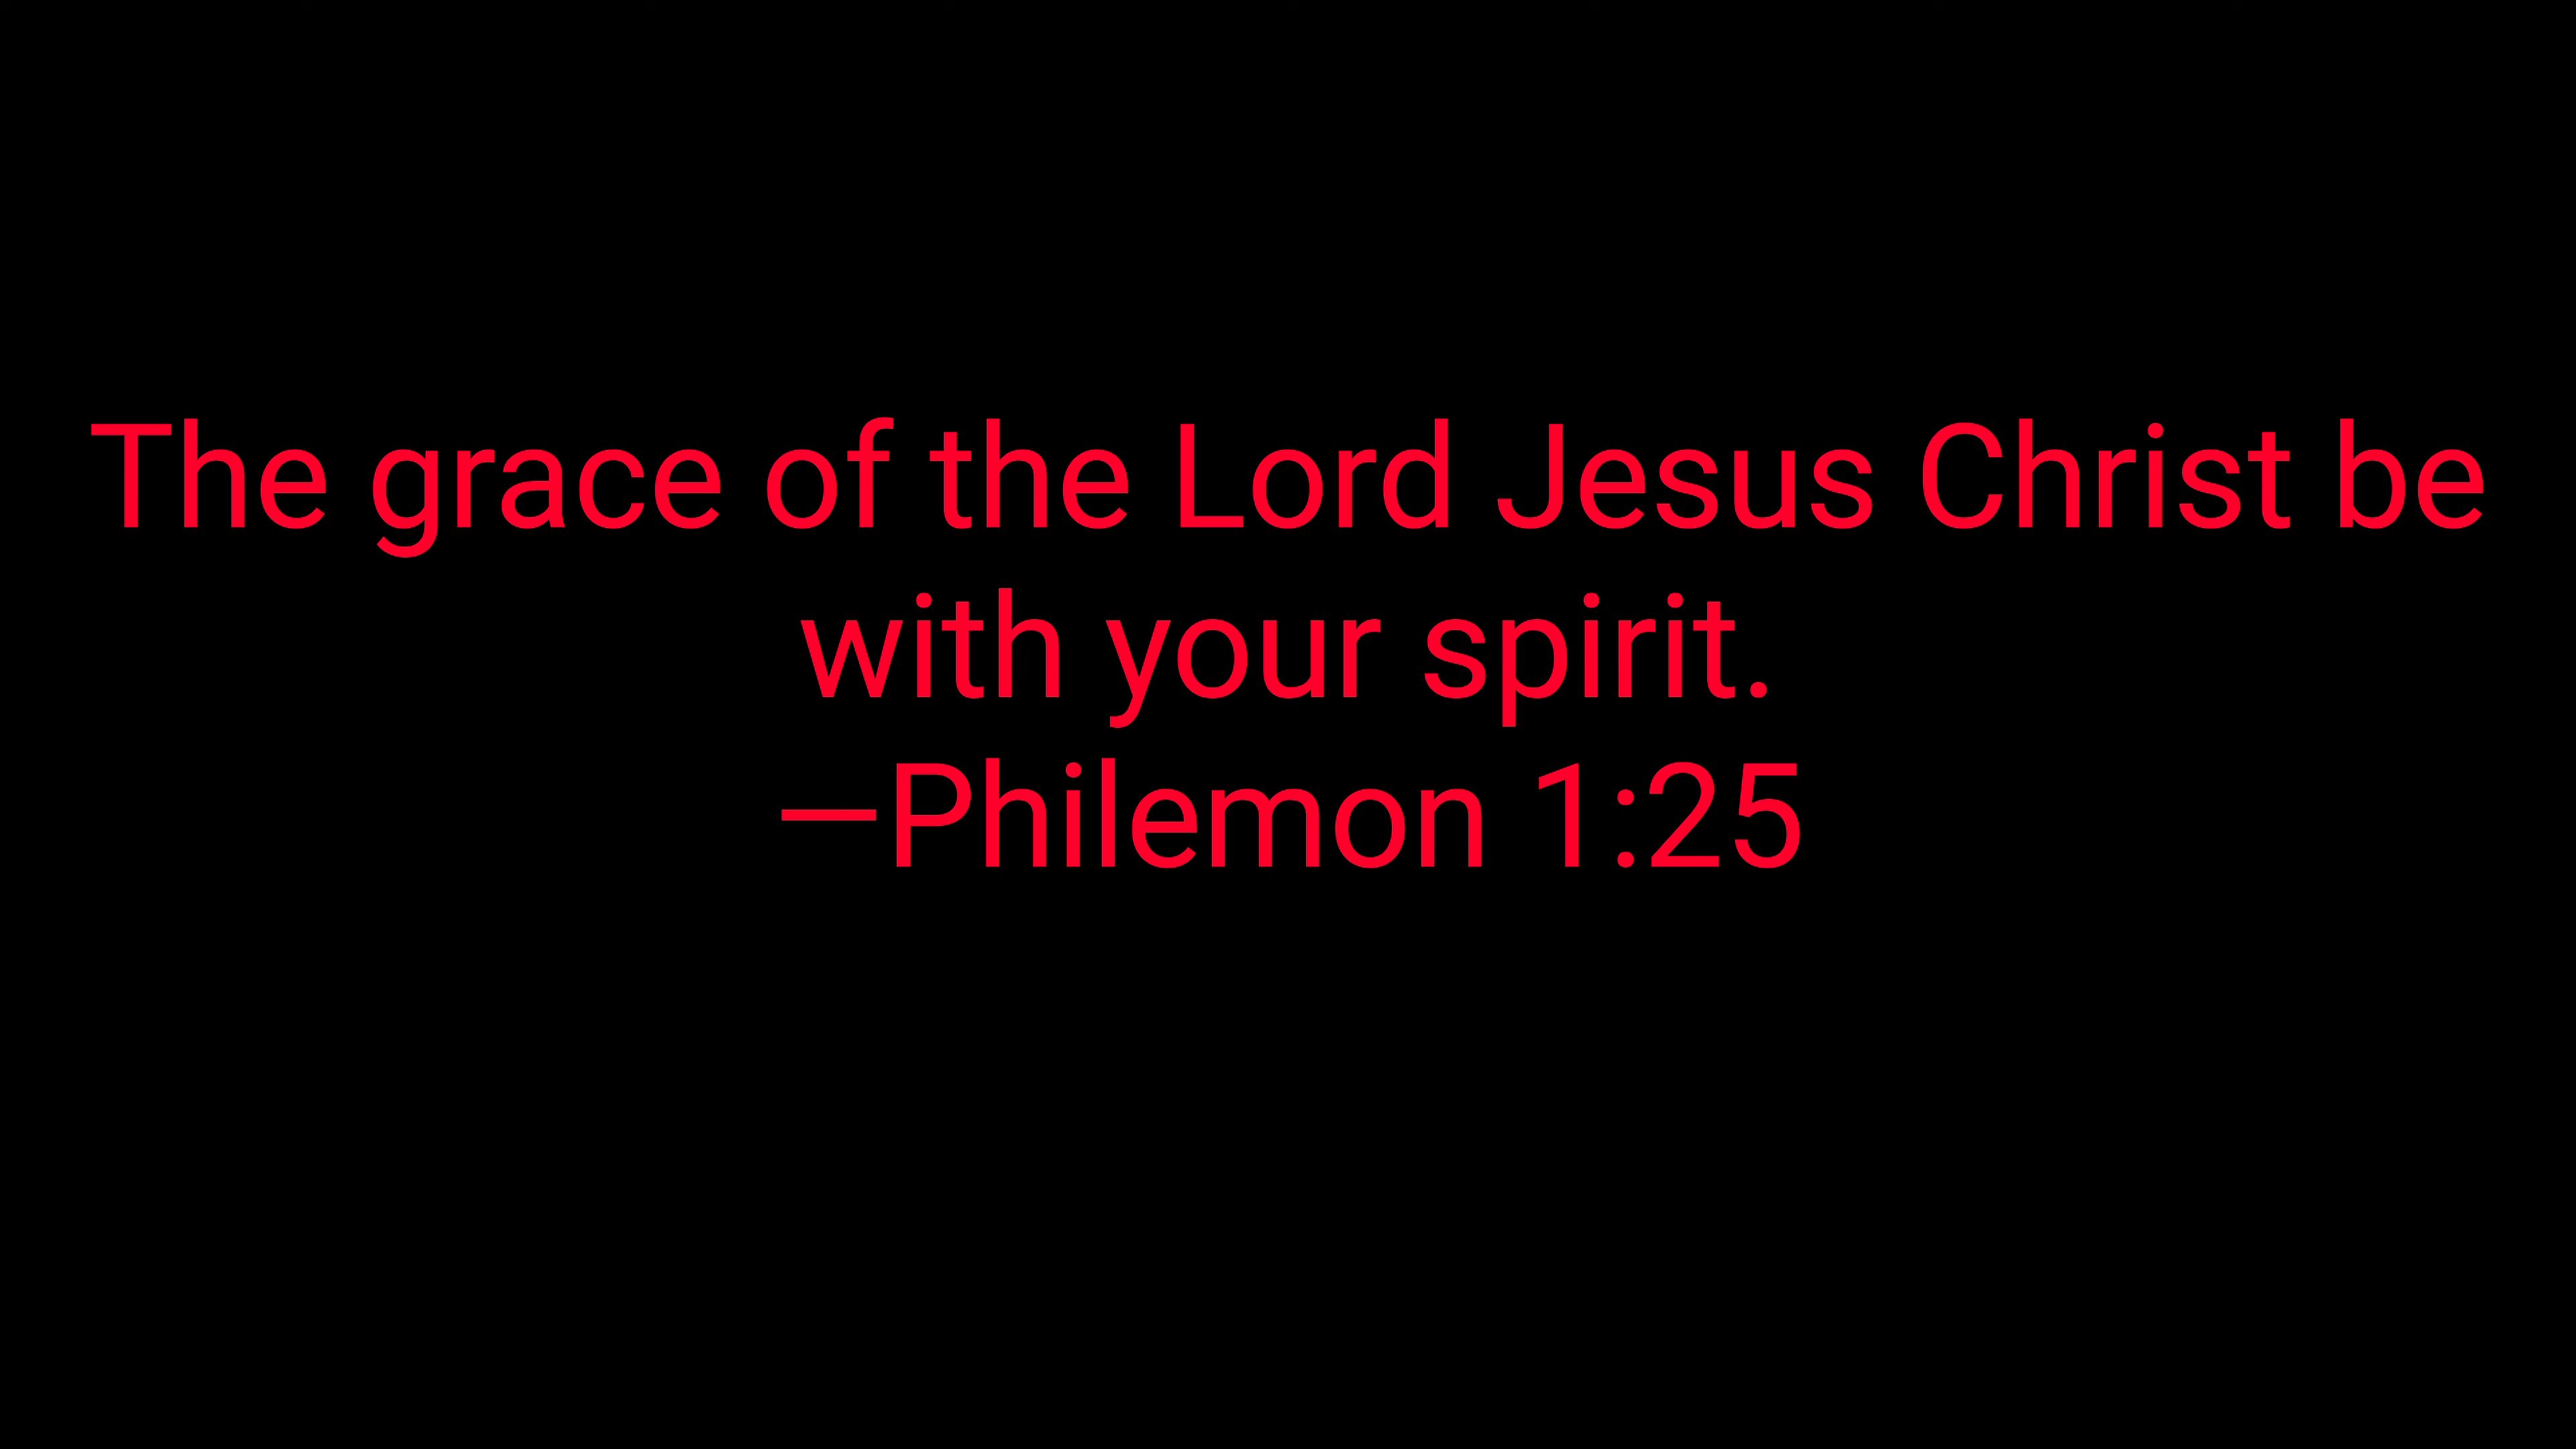 The grace of the Lord Jesus Christ be
with your spirit.
—Philemon 1:25